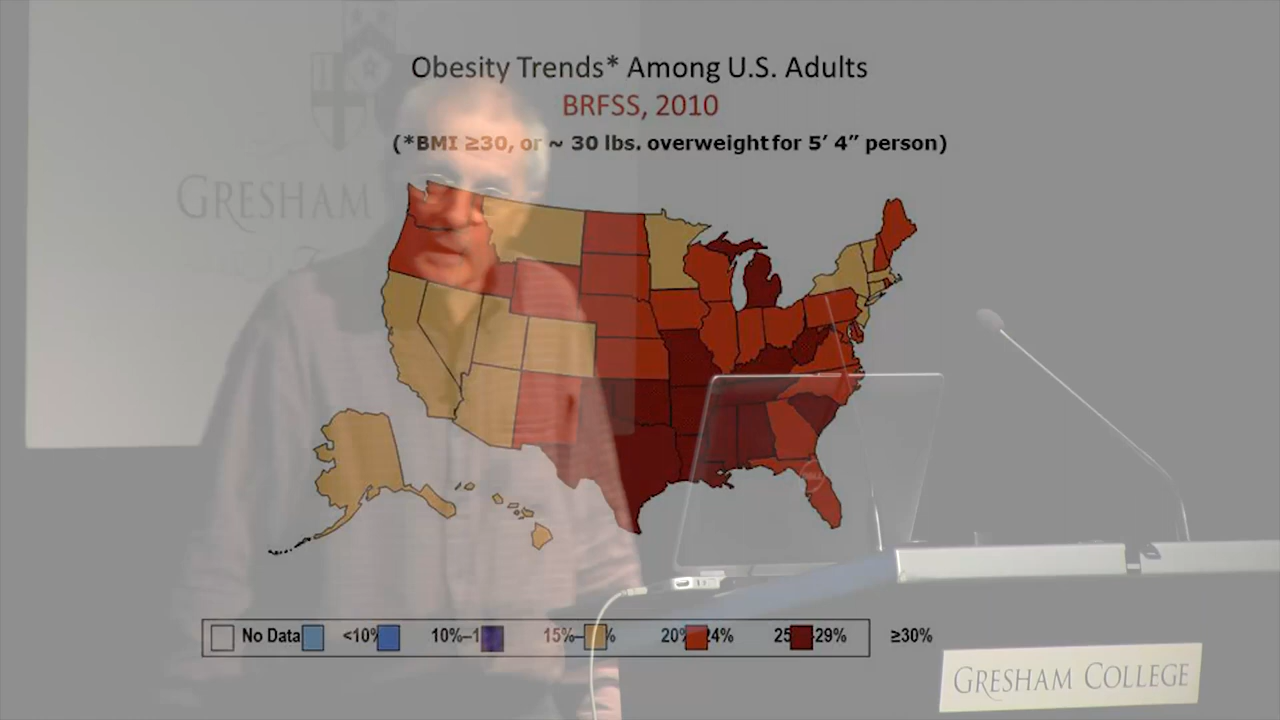 Obesity Trends* Among U.S. Adults
BRFSS, 2010
(*BMI ≥30, or ~ 30 lbs. overweight for 5’ 4” person)
GRESHAM
No Data <10% 10%–1 15%– % 20% 24% 25 –29% ≥30%
GRESHAM COLLEGE